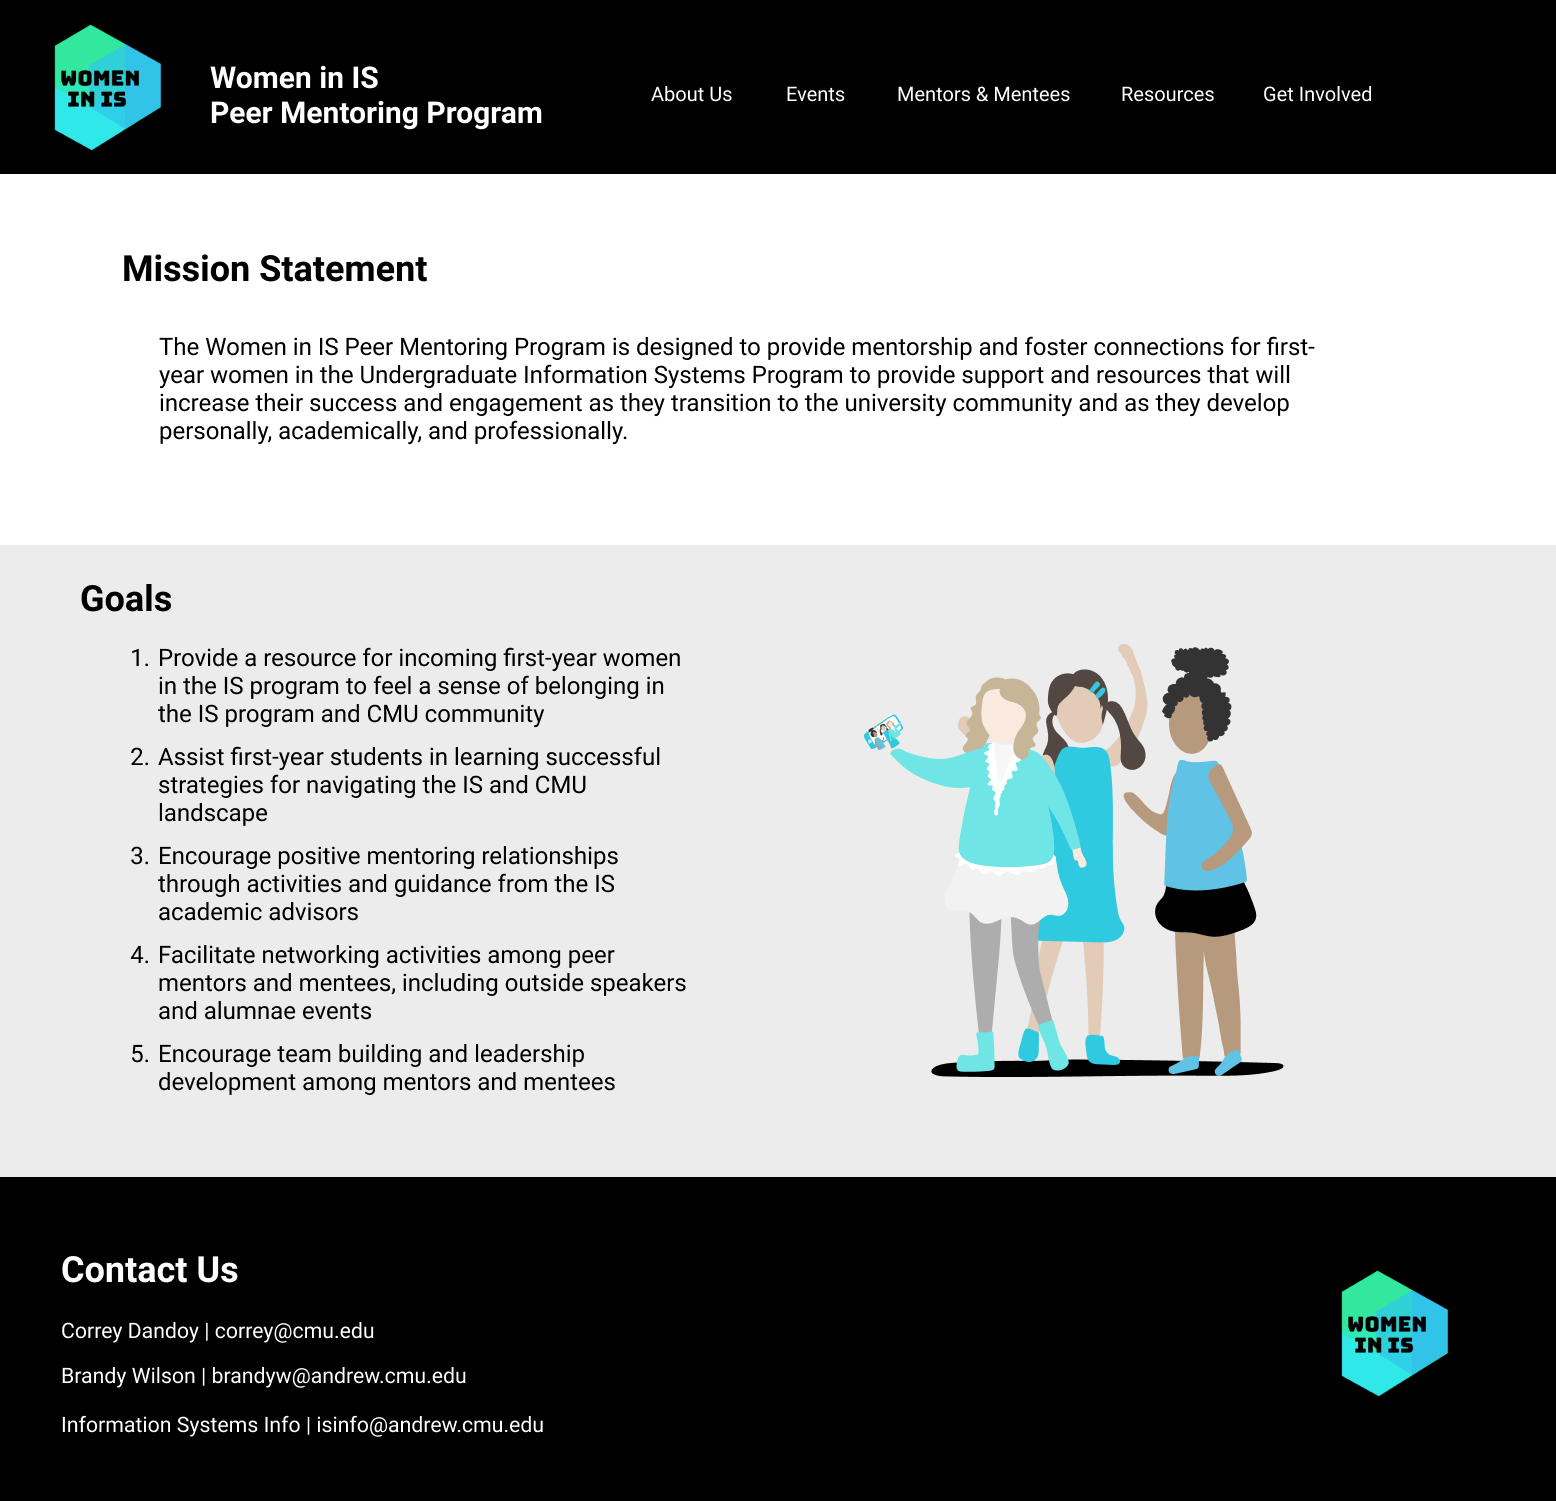 WOMEN
IN IS
Women in IS
Peer Mentoring Program
About Us
Events
Mentors & Mentees
Resources
Get Involved
Mission Statement
The Women in IS Peer Mentoring Program is designed to provide mentorship and foster connections for first-
year women in the Undergraduate Information Systems Program to provide support and resources that will
increase their success and engagement as they transition to the university community and as they develop
personally, academically, and professionally.
Goals
1. Provide a resource for incoming first-year women
in the IS program to feel a sense of belonging in
the IS program and CMU community
2. Assist first-year students in learning successful
strategies for navigating the IS and CMU
landscape
3. Encourage positive mentoring relationships
through activities and guidance from the IS
academic advisors
4. Facilitate networking activities among peer
mentors and mentees, including outside speakers
and alumnae events
5. Encourage team building and leadership
development among mentors and mentees
Contact Us
Correy Dandoy | correy@cmu.edu
Brandy Wilson | brandyw@andrew.cmu.edu
Information Systems Info | isinfo@andrew.cmu.edu
WOMEN
IN IS